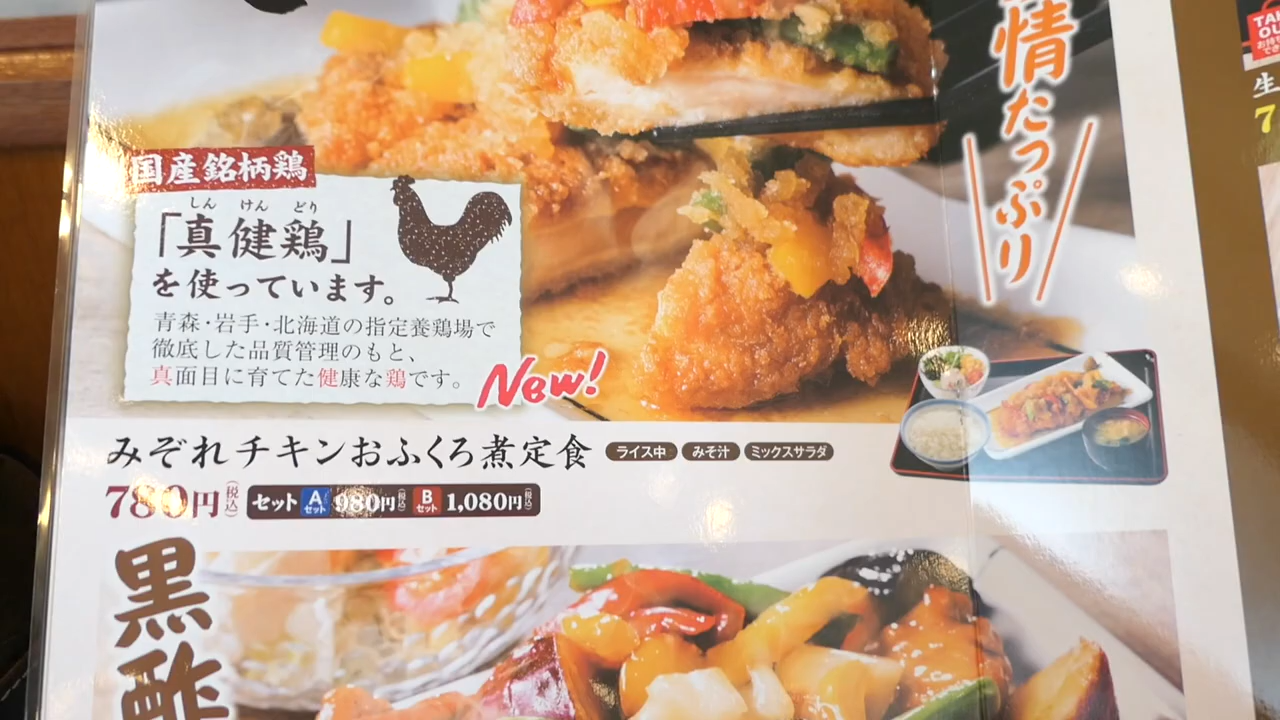 情たっぷり
国産銘柄鶏
しん けん どり
「真健鶏」
を使っています。
青森・岩手・北海道の指定養鶏場で
徹底した品質管理のもと、
真面目に育てた健康な鶏です。
New!
みぞれチキンおふくろ煮定食 ライス中 みそ汁 ミックスサラダ
780円(税込) セット Aセット 980円(税込) Bセット 1,080円(税込)
黒酢
生
7